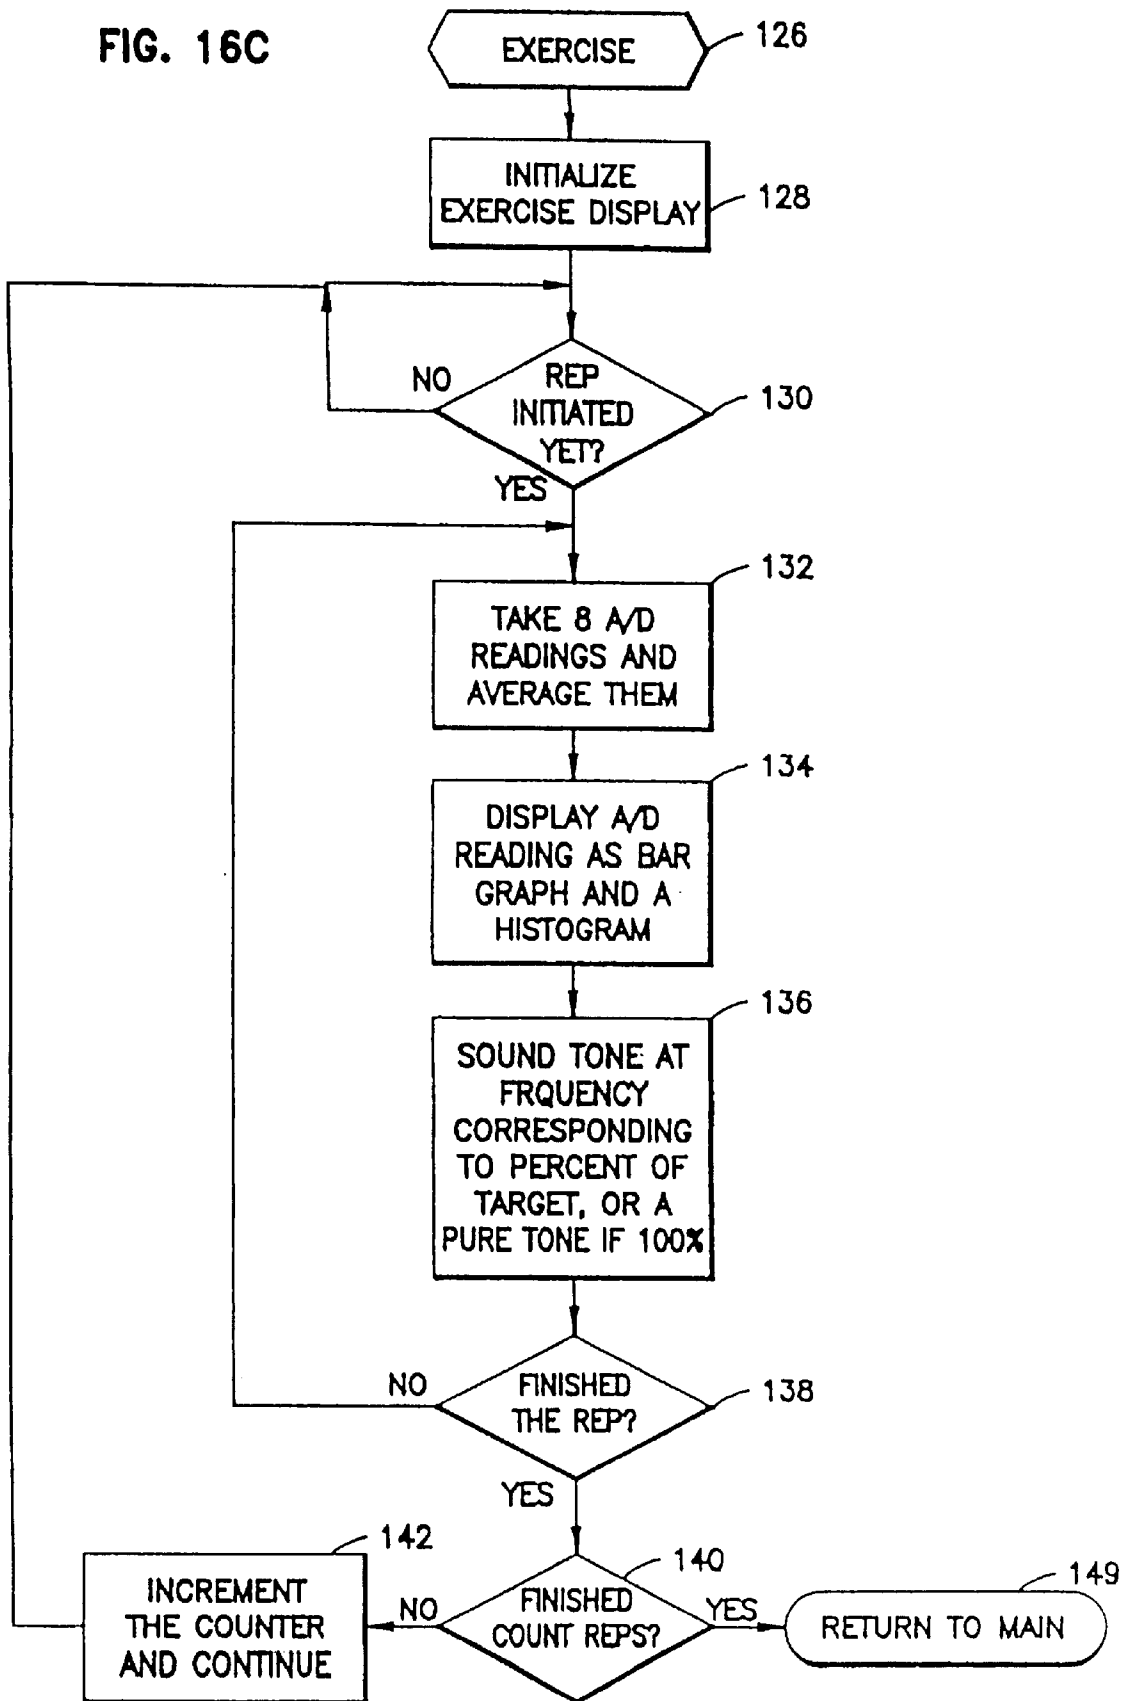 FIG. 16C
EXERCISE
126
INITIALIZE
EXERCISE DISPLAY
128
NO
REP
INITIATED
YET?
130
YES
132
TAKE 8 A/D
READINGS AND
AVERAGE THEM
134
DISPLAY A/D
READING AS BAR
GRAPH AND A
HISTOGRAM
136
SOUND TONE AT
FRQUENCY
CORRESPONDING
TO PERCENT OF
TARGET, OR A
PURE TONE IF 100%
NO
FINISHED
THE REP?
138
YES
142
INCREMENT
THE COUNTER
AND CONTINUE
NO
140
FINISHED
COUNT REPS?
YES
149
RETURN TO MAIN